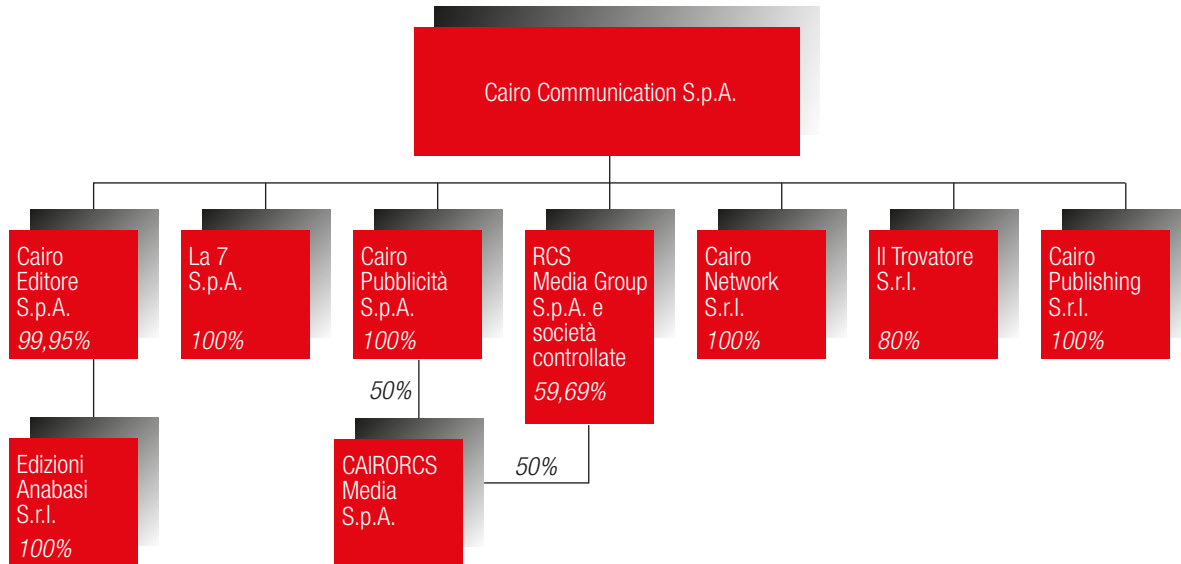 Cairo Communication S.p.A.
Cairo
Editore
S.p.A.
99,95%
La 7
S.p.A.
100%
Cairo
Pubblicità
S.p.A.
100%
RCS
Media Group
S.p.A. e
società
controllate
59,69%
Cairo
Network
S.r.l.
100%
Il Trovatore
S.r.l.
80%
Cairo
Publishing
S.r.l.
100%
50%
50%
Edizioni
Anabasi
S.r.l.
100%
CAIRORCS
Media
S.p.A.